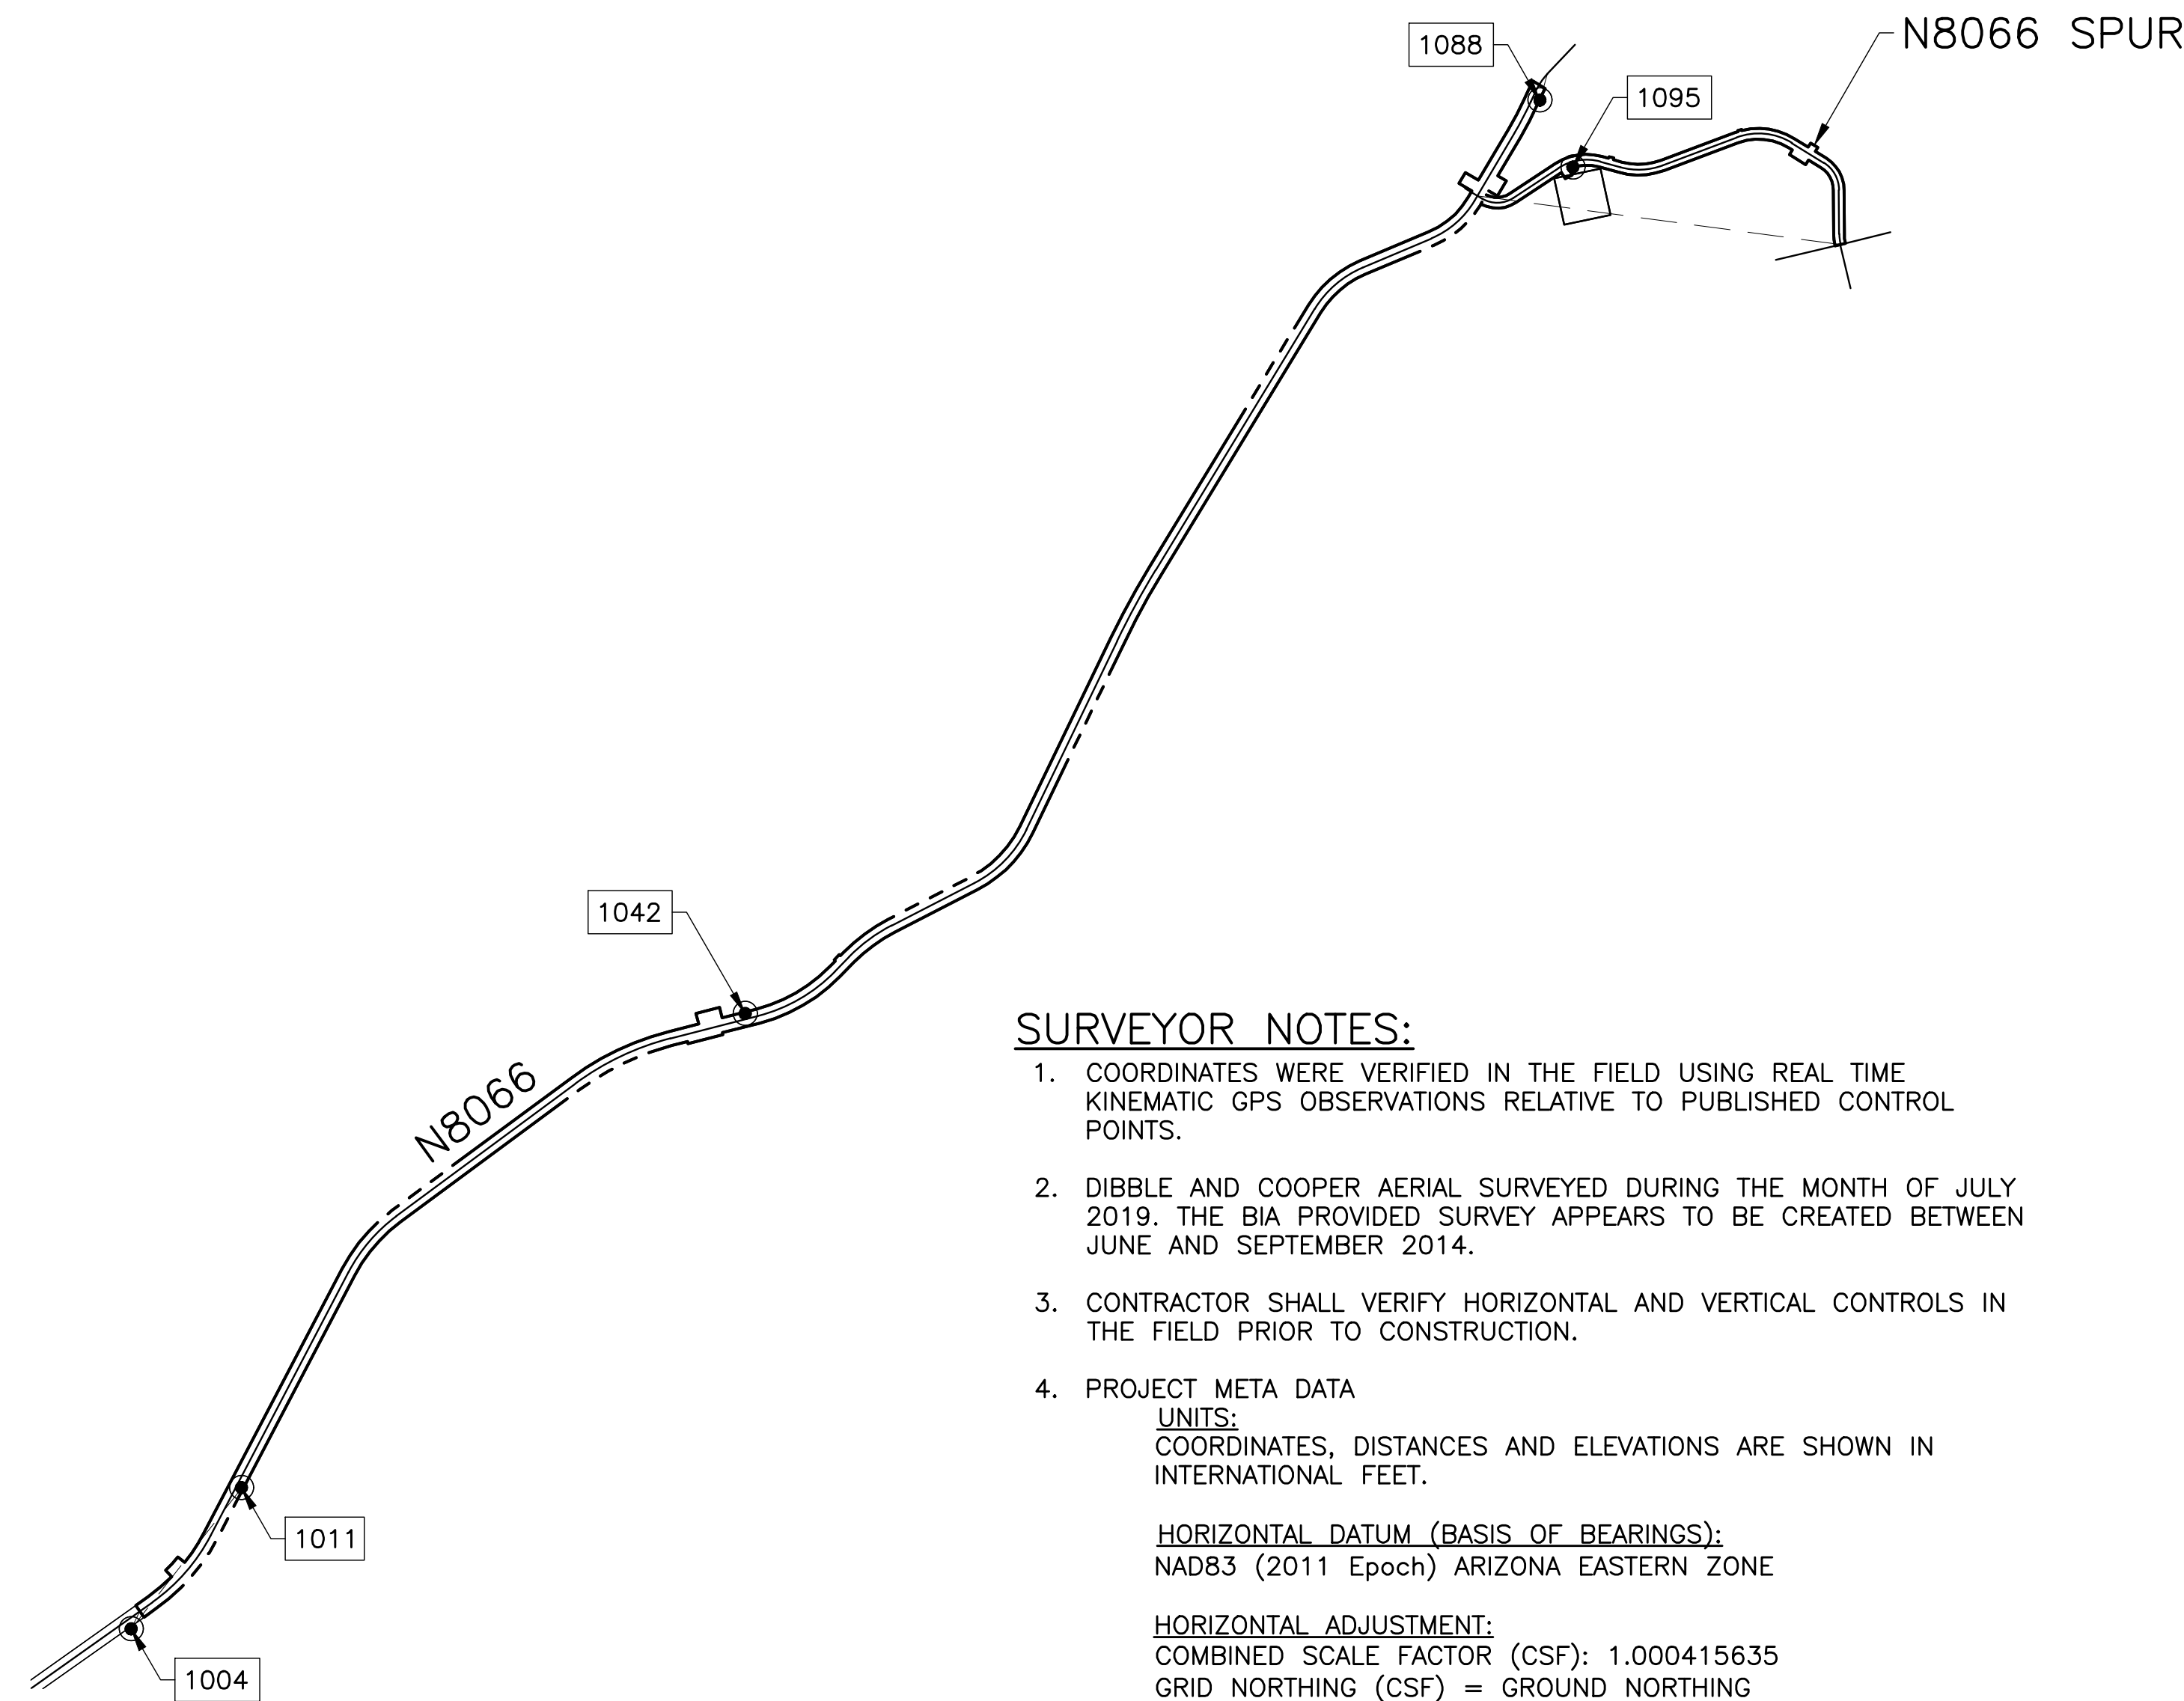 N8066 SPUR
1088
1095
1042
N8066
1011
1004
SURVEYOR NOTES:
1. COORDINATES WERE VERIFIED IN THE FIELD USING REAL TIME
KINEMATIC GPS OBSERVATIONS RELATIVE TO PUBLISHED CONTROL
POINTS.
2. DIBBLE AND COOPER AERIAL SURVEYED DURING THE MONTH OF JULY
2019. THE BIA PROVIDED SURVEY APPEARS TO BE CREATED BETWEEN
JUNE AND SEPTEMBER 2014.
3. CONTRACTOR SHALL VERIFY HORIZONTAL AND VERTICAL CONTROLS IN
THE FIELD PRIOR TO CONSTRUCTION.
4. PROJECT META DATA
UNITS:
COORDINATES, DISTANCES AND ELEVATIONS ARE SHOWN IN
INTERNATIONAL FEET.
HORIZONTAL DATUM (BASIS OF BEARINGS):
NAD83 (2011 Epoch) ARIZONA EASTERN ZONE
HORIZONTAL ADJUSTMENT:
COMBINED SCALE FACTOR (CSF): 1.000415635
GRID NORTHING (CSF) = GROUND NORTHING